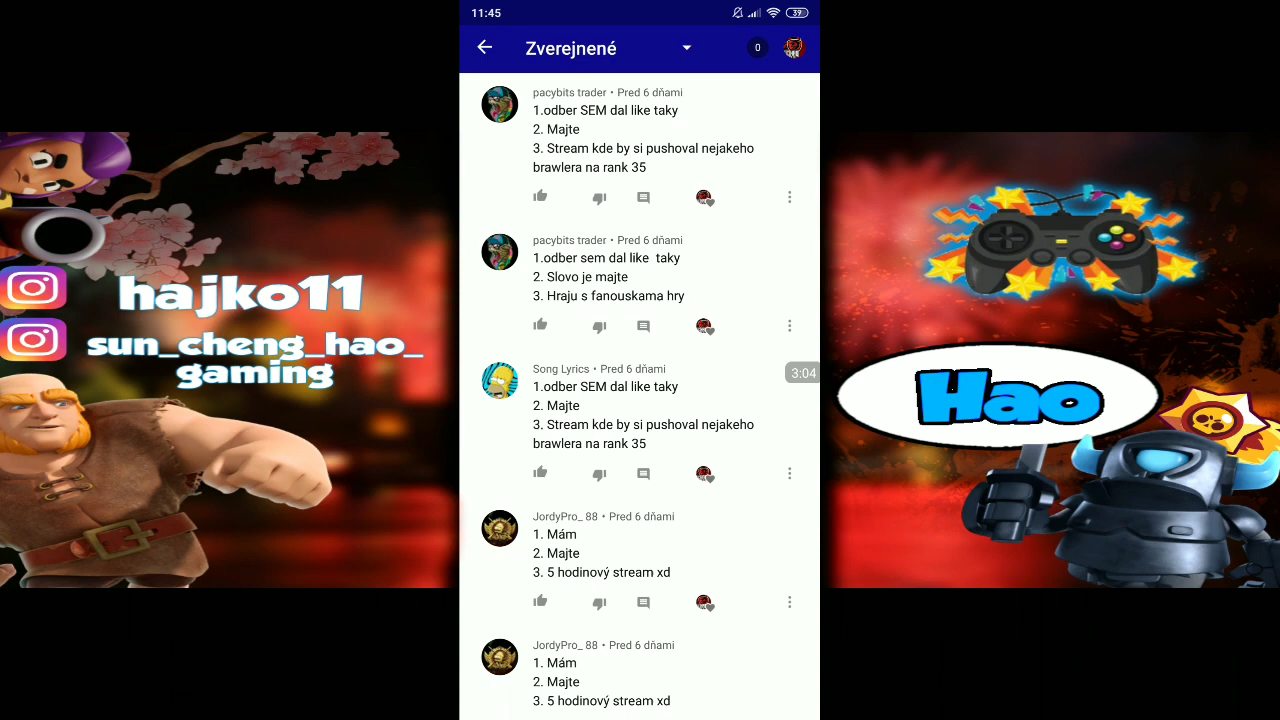 11:45
39
Zverejnené
0
pacybits trader • Pred 6 dňami
1.odber SEM dal like taky
2. Majte
3. Stream kde by si pushoval nejakeho
brawlera na rank 35
pacybits trader • Pred 6 dňami
1.odber sem dal like  taky
2. Slovo je majte
3. Hraju s fanouskama hry
Song Lyrics • Pred 6 dňami
1.odber SEM dal like taky
2. Majte
3. Stream kde by si pushoval nejakeho
brawlera na rank 35
3:04
JordyPro_ 88 • Pred 6 dňami
1. Mám
2. Majte
3. 5 hodinový stream xd
JordyPro_ 88 • Pred 6 dňami
1. Mám
2. Majte
3. 5 hodinový stream xd
hajko11
sun_cheng_hao_
gaming
Hao